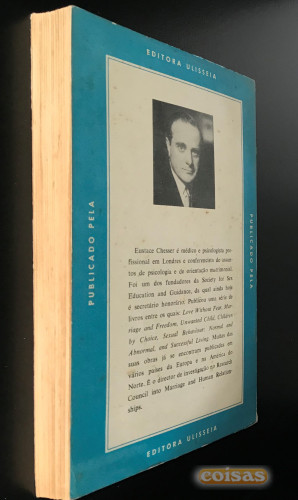 EDITORA ULISSEIA
PUBLICADO PELA
PUBLICADO PELA
Eustace Chesser é médico e psicologista pro-
fissional em Londres e conferencista de assun-
tos de psicologia e de orientação matrimonial.
Foi um dos fundadores da Society for Sex
Education and Guidance, da qual ainda hoje
é secretário honorário. Publicou uma série de
livros entre os quais: Love Without Fear, Mar-
riage and Freedom, Unwanted Child, Children
by Choice, Sexual Behaviour: Normal and
Abnormal, and Successful Living. Muitas das
suas obras já se encontram publicadas em
vários países da Europa e na América do
Norte. É o director de investigação no Research
Council into Marriage and Human Relation-
ships.
EDITORA ULISSEIA
coisas